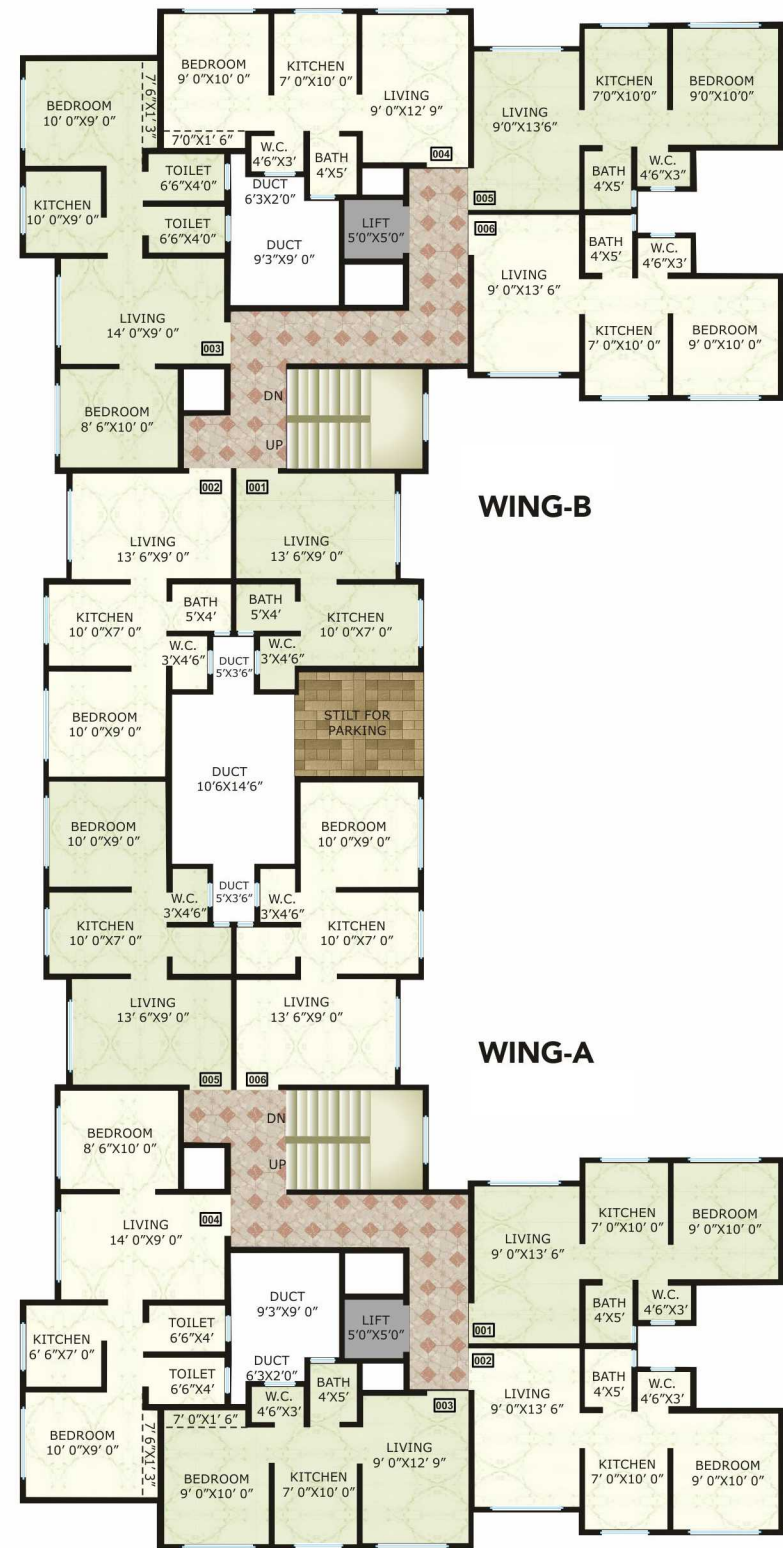 BEDROOM
9' 0"X10' 0"
KITCHEN
7' 0"X10' 0"
LIVING
9' 0"X12' 9"
7'0"X1' 6"
W.C.
4'6"X3'
BATH
4X5'
004
BEDROOM
10' 0"X9' 0"
7' 6"X1' 3"
TOILET
6'6"X4'0"
KITCHEN
10' 0"X9' 0"
TOILET
6'6"X4'0"
LIVING
14' 0"X9' 0"
003
BEDROOM
8' 6"X10' 0"
DUCT
6'3X2'0"
DUCT
9'3"X9' 0"
LIFT
5'0"X5'0"
LIVING
9'0"X13'6"
KITCHEN
7'0"X10'0"
BEDROOM
9'0"X10'0"
BATH
4X5'
W.C.
4'6"X3"
005
006
LIVING
9' 0"X13' 6"
BATH
4X5'
W.C.
4'6"X3'
KITCHEN
7' 0"X10' 0"
BEDROOM
9' 0"X10' 0"
DN
UP
WING-B
002
001
LIVING
13' 6"X9' 0"
LIVING
13' 6"X9' 0"
KITCHEN
10' 0"X7' 0"
BATH
5'X4'
BATH
5'X4'
KITCHEN
10' 0"X7' 0"
W.C.
3'X4'6"
DUCT
5'X3'6"
W.C.
3'X4'6"
BEDROOM
10' 0"X9' 0"
STILT FOR
PARKING
DUCT
10'6X14'6"
BEDROOM
10' 0"X9' 0"
BEDROOM
10' 0"X9' 0"
W.C.
3'X4'6"
DUCT
5'X3'6"
W.C.
3'X4'6"
KITCHEN
10' 0"X7' 0"
KITCHEN
10' 0"X7' 0"
LIVING
13' 6"X9' 0"
LIVING
13' 6"X9' 0"
005
006
WING-A
DN
UP
BEDROOM
8' 6"X10' 0"
LIVING
14' 0"X9' 0"
004
KITCHEN
6' 6"X7' 0"
TOILET
6'6"X4'
TOILET
6'6"X4'
BEDROOM
10' 0"X9' 0"
7' 6"X1' 3"
DUCT
9'3"X9' 0"
DUCT
6'3"X2'0"
LIFT
5'0"X5'0"
7' 0"X1' 6"
W.C.
4'6"X3'
BATH
4X5'
003
BEDROOM
9' 0"X10' 0"
KITCHEN
7' 0"X10' 0"
LIVING
9' 0"X12' 9"
LIVING
9' 0"X13' 6"
KITCHEN
7' 0"X10' 0"
BEDROOM
9' 0"X10' 0"
BATH
4X5'
W.C.
4'6"X3'
001
002
LIVING
9' 0"X13' 6"
BATH
4X5'
W.C.
4'6"X3'
KITCHEN
7' 0"X10' 0"
BEDROOM
9' 0"X10' 0"